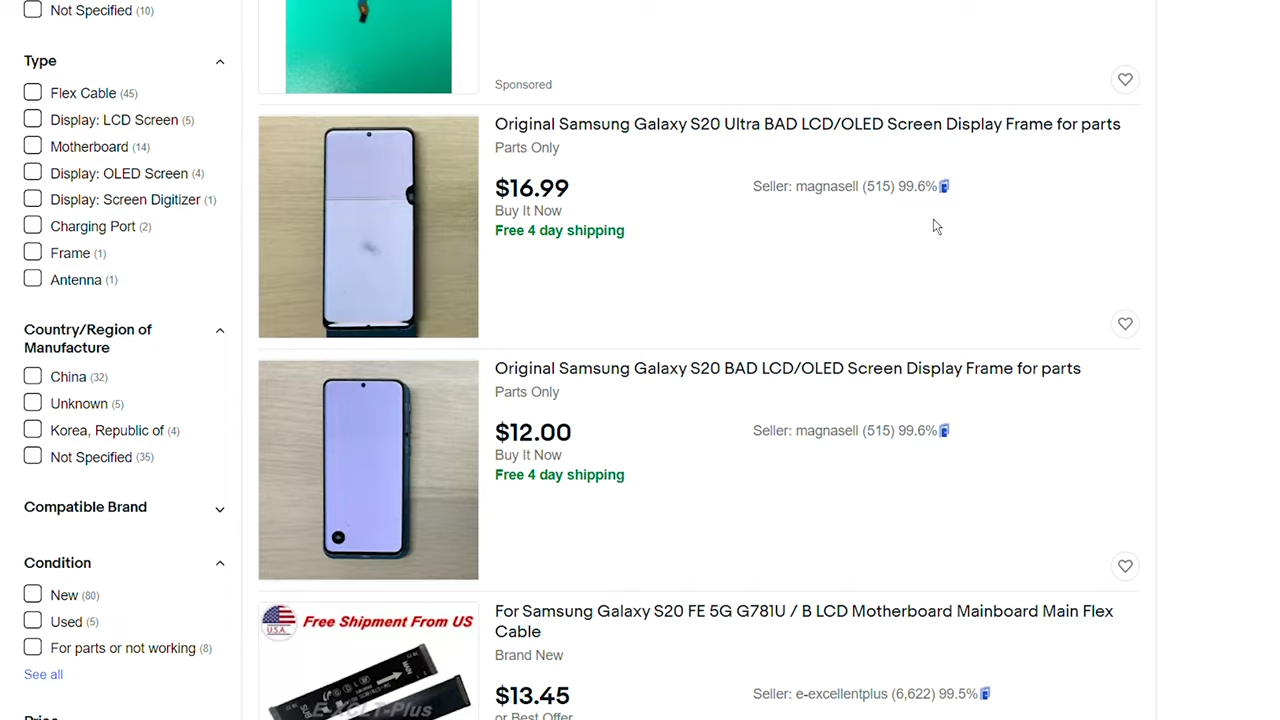 Not Specified (10)
Type
Flex Cable (45)
Display: LCD Screen (5)
Motherboard (14)
Display: OLED Screen (4)
Display: Screen Digitizer (1)
Charging Port (2)
Frame (1)
Antenna (1)
Country/Region of
Manufacture
China (32)
Unknown (5)
Korea, Republic of (4)
Not Specified (35)
Compatible Brand
Condition
New (80)
Used (5)
For parts or not working (8)
See all
Price
Sponsored
Original Samsung Galaxy S20 Ultra BAD LCD/OLED Screen Display Frame for parts
Parts Only
$16.99
Buy It Now
Free 4 day shipping
Seller: magnasell (515) 99.6%
Original Samsung Galaxy S20 BAD LCD/OLED Screen Display Frame for parts
Parts Only
$12.00
Buy It Now
Free 4 day shipping
Seller: magnasell (515) 99.6%
U.S.A.
Free Shipment From US
MAIN
E-XCLT-Plus
For Samsung Galaxy S20 FE 5G G781U / B LCD Motherboard Mainboard Main Flex
Cable
Brand New
$13.45
or Best Offer
Seller: e-excellentplus (6,622) 99.5%